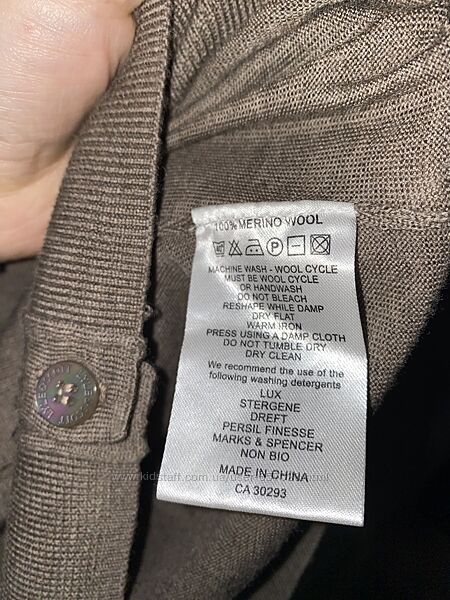 100% MERINO WOOL
MACHINE WASH - WOOL CYCLE
MUST BE WOOL CYCLE
OR HANDWASH
DO NOT BLEACH
RESHAPE WHILE DAMP
DRY FLAT
WARM IRON
PRESS USING A DAMP CLOTH
DO NOT TUMBLE DRY
DRY CLEAN
We recommend the use of the
following washing detergents
LUX
STERGENE
DREFT
PERSIL FINESSE
MARKS & SPENCER
NON BIO
MADE IN CHINA
CA 30293